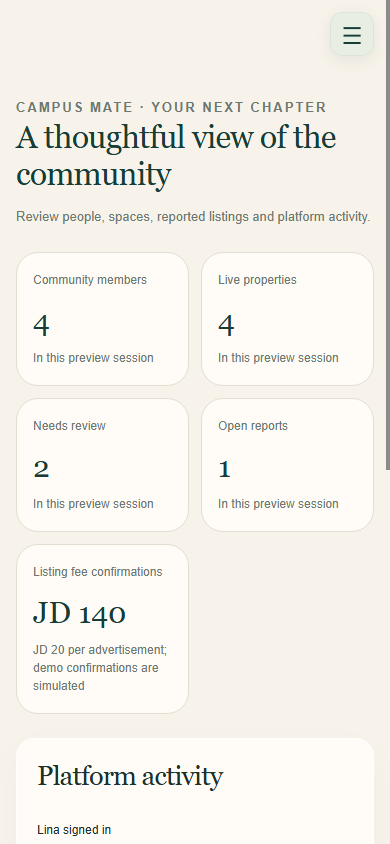 CAMPUS MATE · YOUR NEXT CHAPTER
A thoughtful view of the
community
Review people, spaces, reported listings and platform activity.
Community members
4
In this preview session
Live properties
4
In this preview session
Needs review
2
In this preview session
Open reports
1
In this preview session
Listing fee confirmations
JD 140
JD 20 per advertisement;
demo confirmations are
simulated
Platform activity
Lina signed in